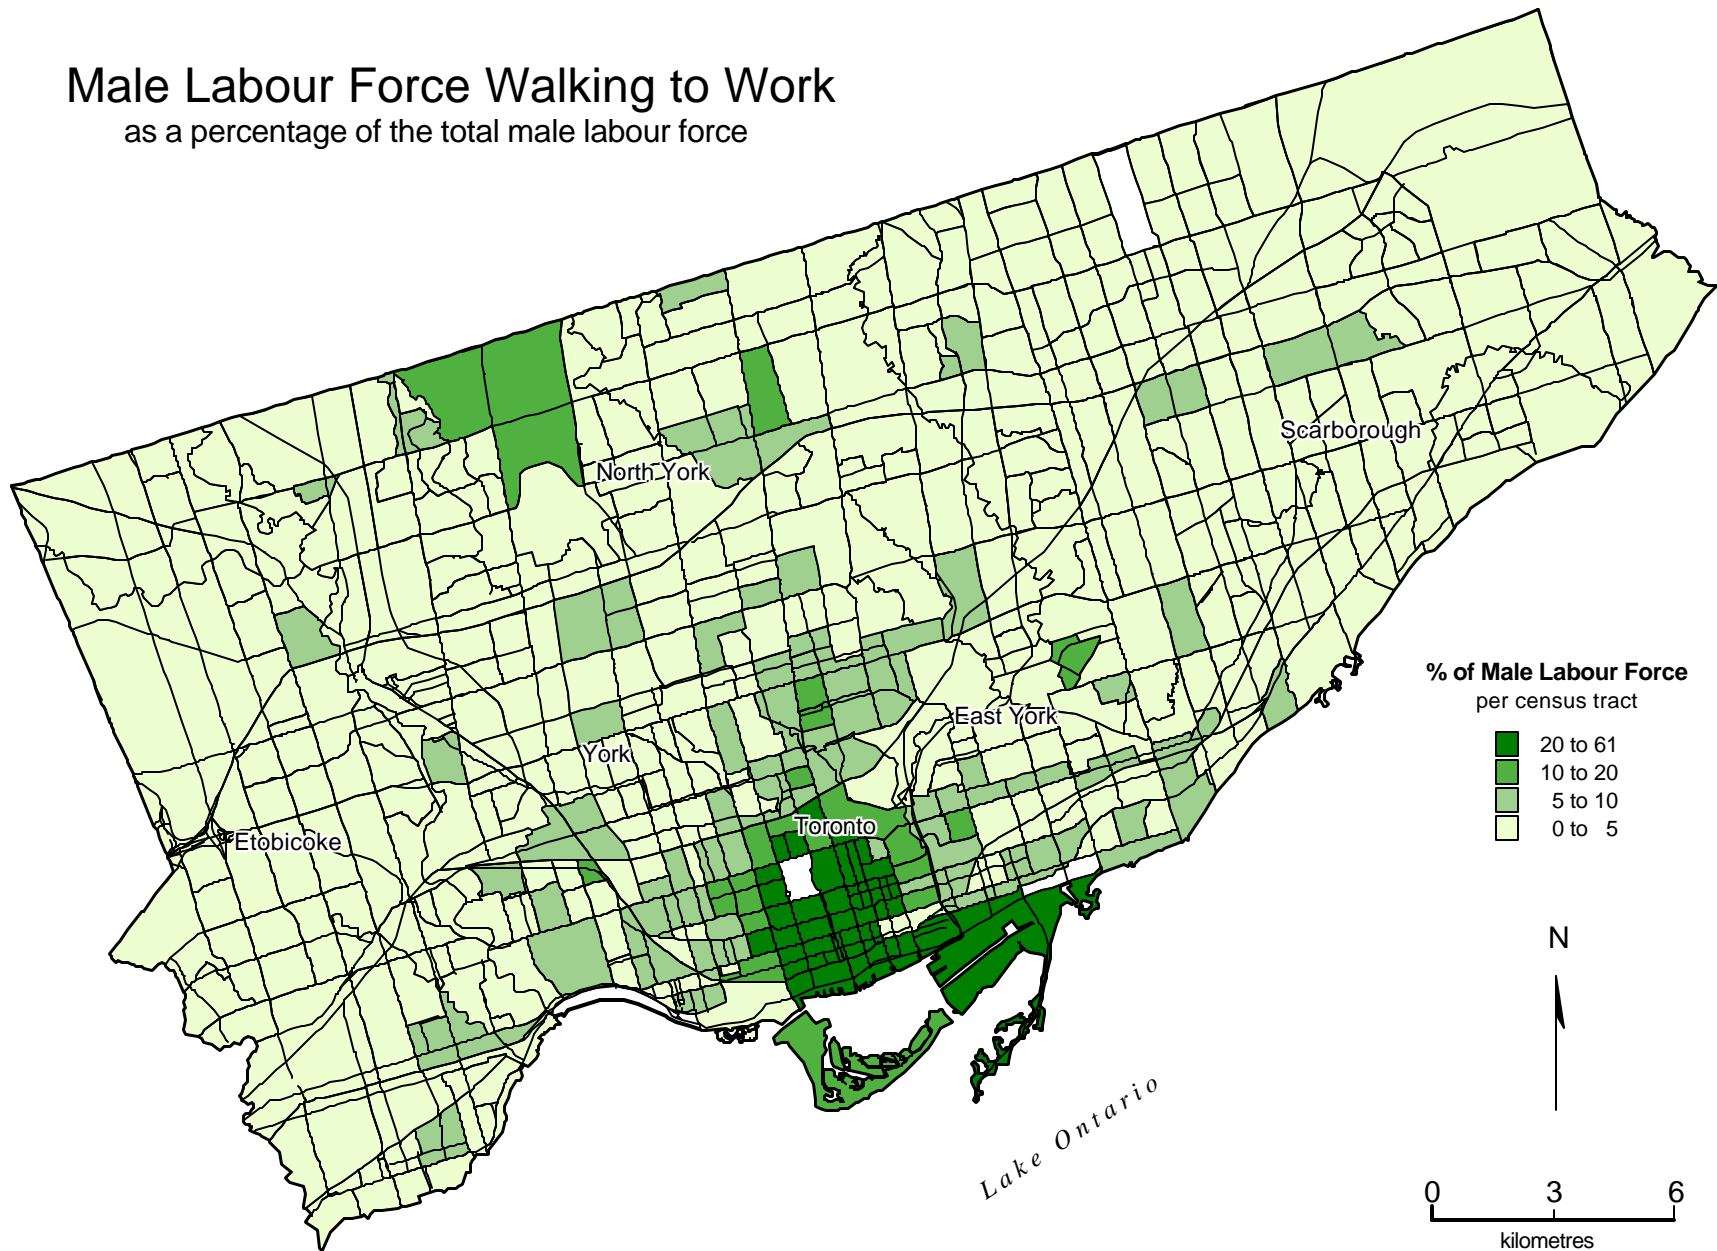 Male Labour Force Walking to Work
as a percentage of the total male labour force
North York
Scarborough
East York
York
Toronto
Etobicoke
Lake Ontario
% of Male Labour Force
per census tract
20 to 61
10 to 20
5 to 10
0 to 5
N
0 3 6
kilometres